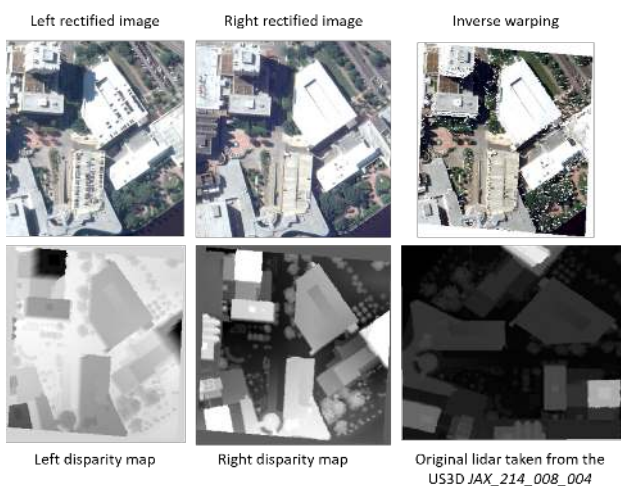 Left rectified image
Right rectified image
Inverse warping
Left disparity map
Right disparity map
Original lidar taken from the
US3D JAX_214_008_004